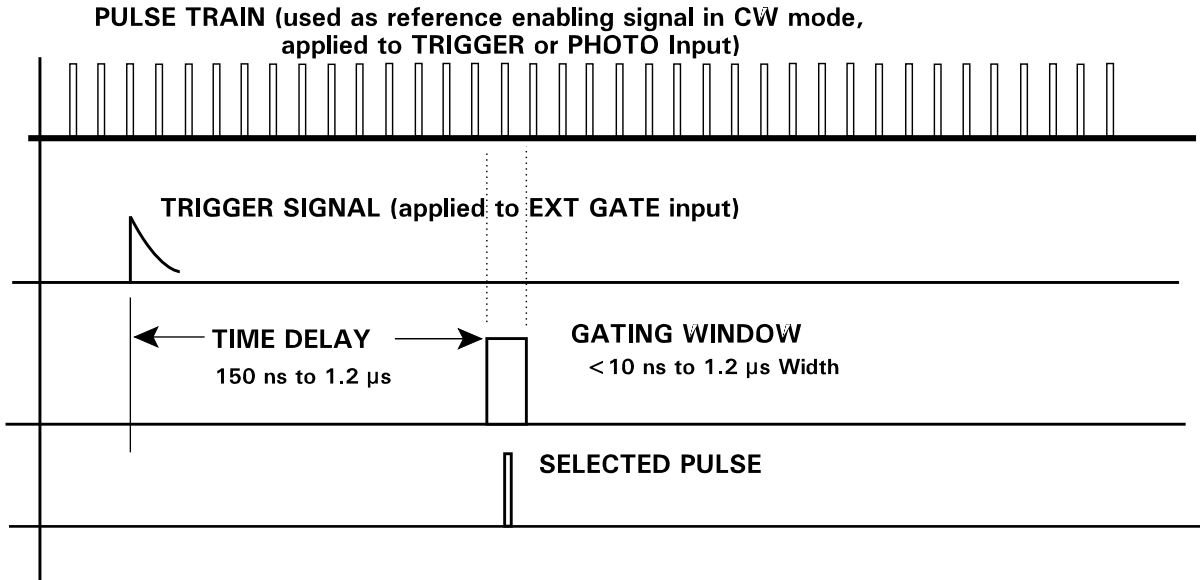 PULSE TRAIN (used as reference enabling signal in CW mode,
applied to TRIGGER or PHOTO Input)
TRIGGER SIGNAL (applied to EXT GATE input)
TIME DELAY
150 ns to 1.2 µs
GATING WINDOW
<10 ns to 1.2 µs Width
SELECTED PULSE